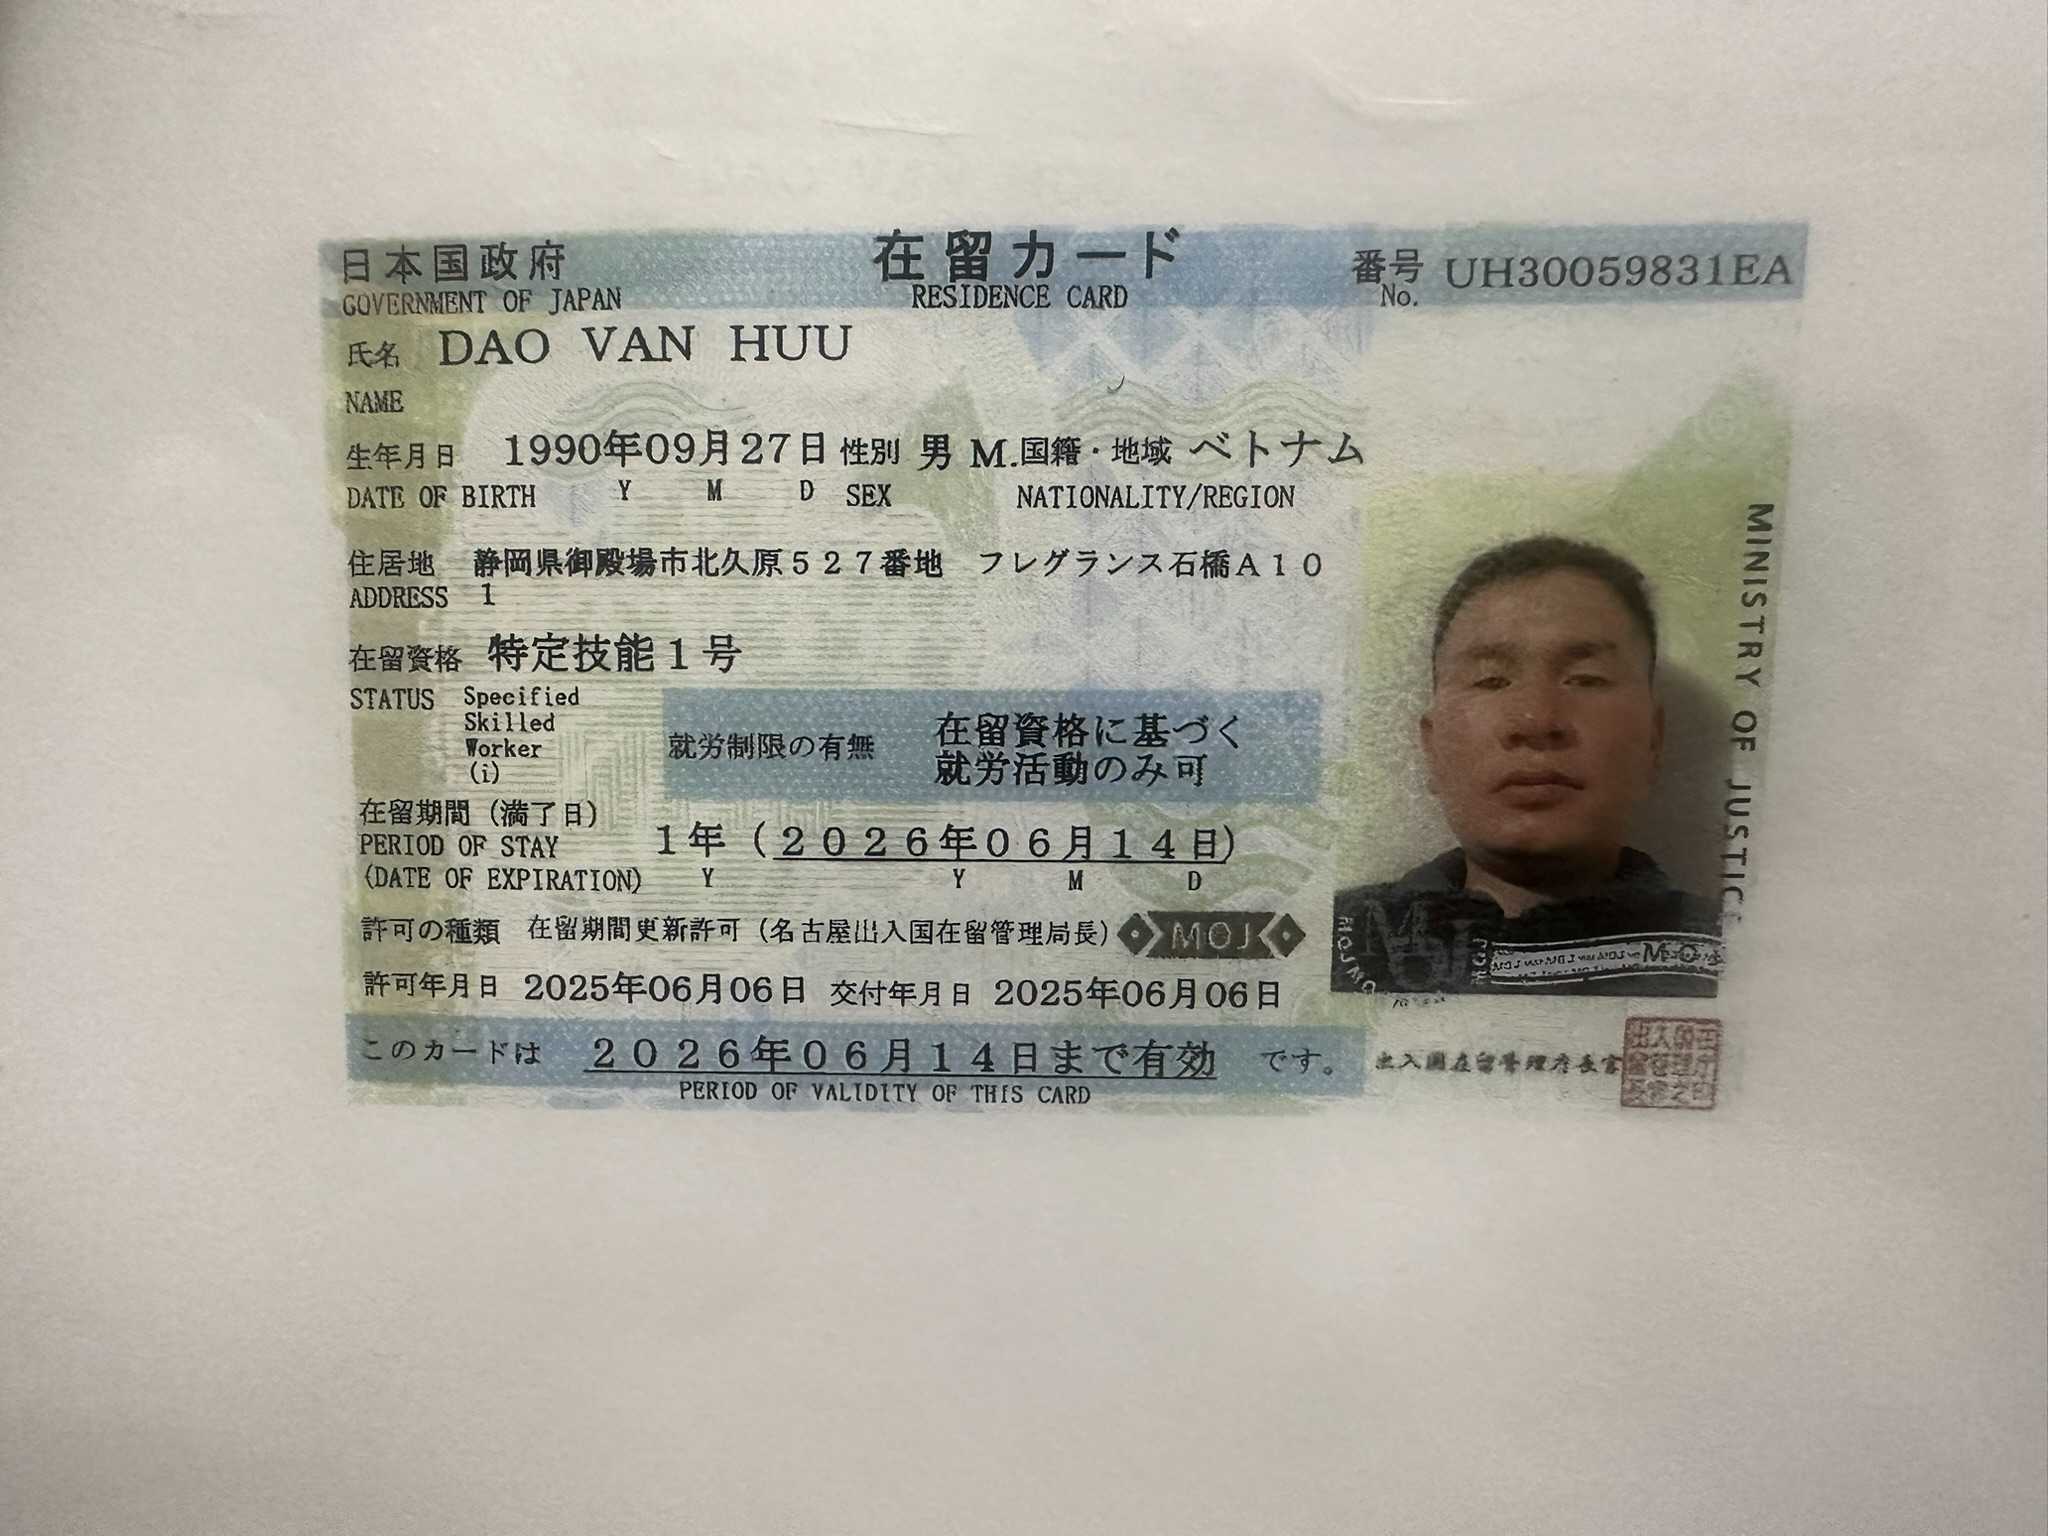 日本国政府 在留カード 番号 UH30059831EA
GOVERNMENT OF JAPAN RESIDENCE CARD No.
氏名 DAO VAN HUU
NAME
生年月日 1990年09月27日 性別 男 M. 国籍・地域 ベトナム
DATE OF BIRTH Y M D SEX NATIONALITY/REGION
住居地 静岡県御殿場市北久原527番地 フレグランス石橋A10
ADDRESS 1
在留資格 特定技能1号
STATUS Specified
Skilled
Worker
(i)
就労制限の有無 在留資格に基づく
就労活動のみ可
在留期間(満了日)
PERIOD OF STAY 1年(2026年06月14日)
(DATE OF EXPIRATION) Y Y M D
許可の種類 在留期間更新許可(名古屋出入国在留管理局長) MOJ
許可年月日 2025年06月06日 交付年月日 2025年06月06日
このカードは 2026年06月14日まで有効 です。
PERIOD OF VALIDITY OF THIS CARD
MINISTRY OF JUSTICE
出入国在留管理庁長官